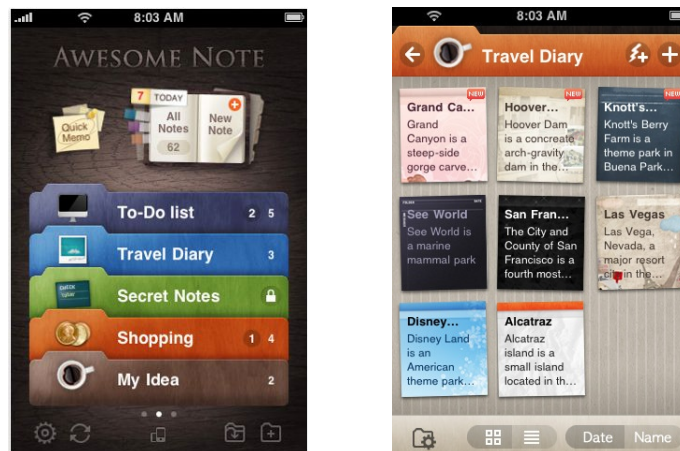 8:03 AM
AWESOME NOTE
7 TODAY
Quick
Memo
All
Notes
62
New
Note
To-Do list 2 5
Travel Diary 3
Secret Notes
Shopping 1 4
My Idea 2
8:03 AM
Travel Diary
NEW
Grand Ca...
Grand
Canyon is a
steep-side
gorge carve...
NEW
Hoover...
Hoover Dam
is a concreate
arch-gravity
dam in the...
NEW
Knott's...
Knott's Berry
Farm is a
theme park in
Buena Park...
See World
See World is
a marine
mammal park
San Fran...
The City and
County of San
Francisco is a
fourth most...
Las Vegas
Las Vegas,
Nevada, a
major resort
city in the...
Disney...
Disney Land
is an
American
theme park...
Alcatraz
Alcatraz
island is a
small island
located in th...
Date Name